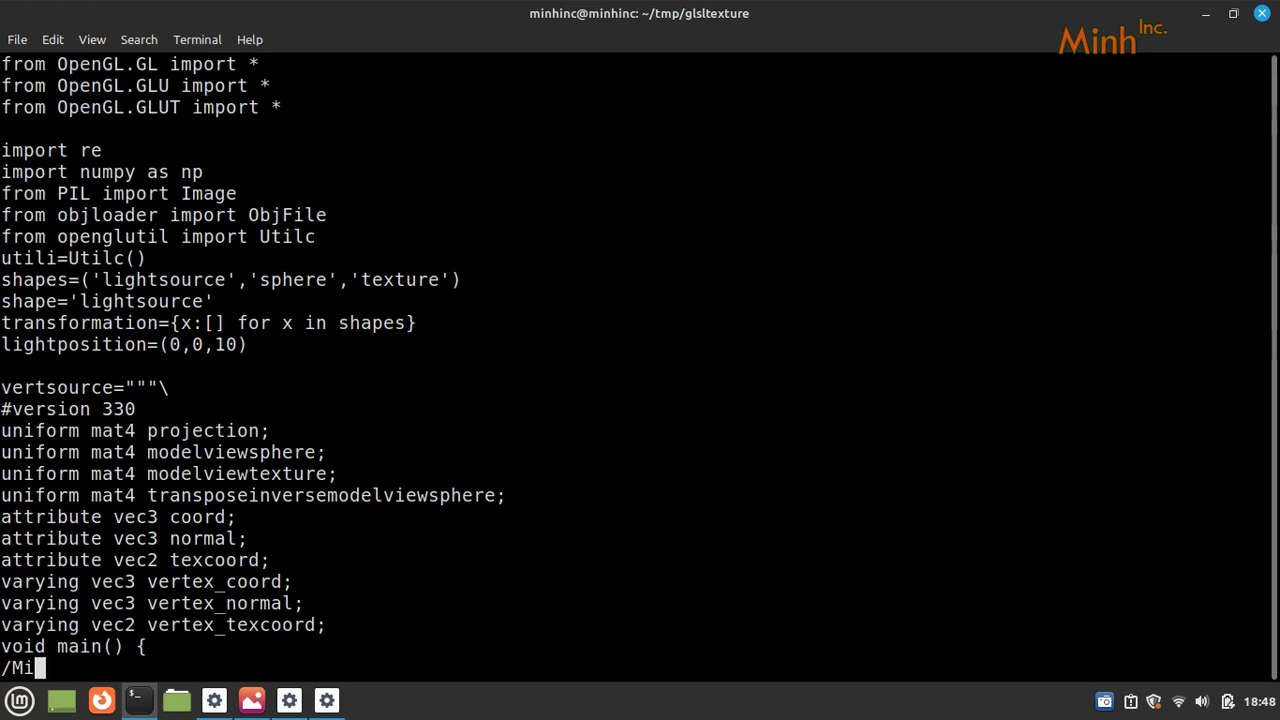 minhinc@minhinc: ~/tmp/glsltexture
File Edit View Search Terminal Help
Minh Inc.
from OpenGL.GL import *
from OpenGL.GLU import *
from OpenGL.GLUT import *
import re
import numpy as np
from PIL import Image
from objloader import ObjFile
from openglutil import Utilc
utili=Utilc()
shapes=('lightsource','sphere','texture')
shape='lightsource'
transformation={x:[] for x in shapes}
lightposition=(0,0,10)
vertsource="""\
#version 330
uniform mat4 projection;
uniform mat4 modelviewsphere;
uniform mat4 modelviewtexture;
uniform mat4 transposeinversemodelviewsphere;
attribute vec3 coord;
attribute vec3 normal;
attribute vec2 texcoord;
varying vec3 vertex_coord;
varying vec3 vertex_normal;
varying vec2 vertex_texcoord;
void main() {
/Mi
18:48